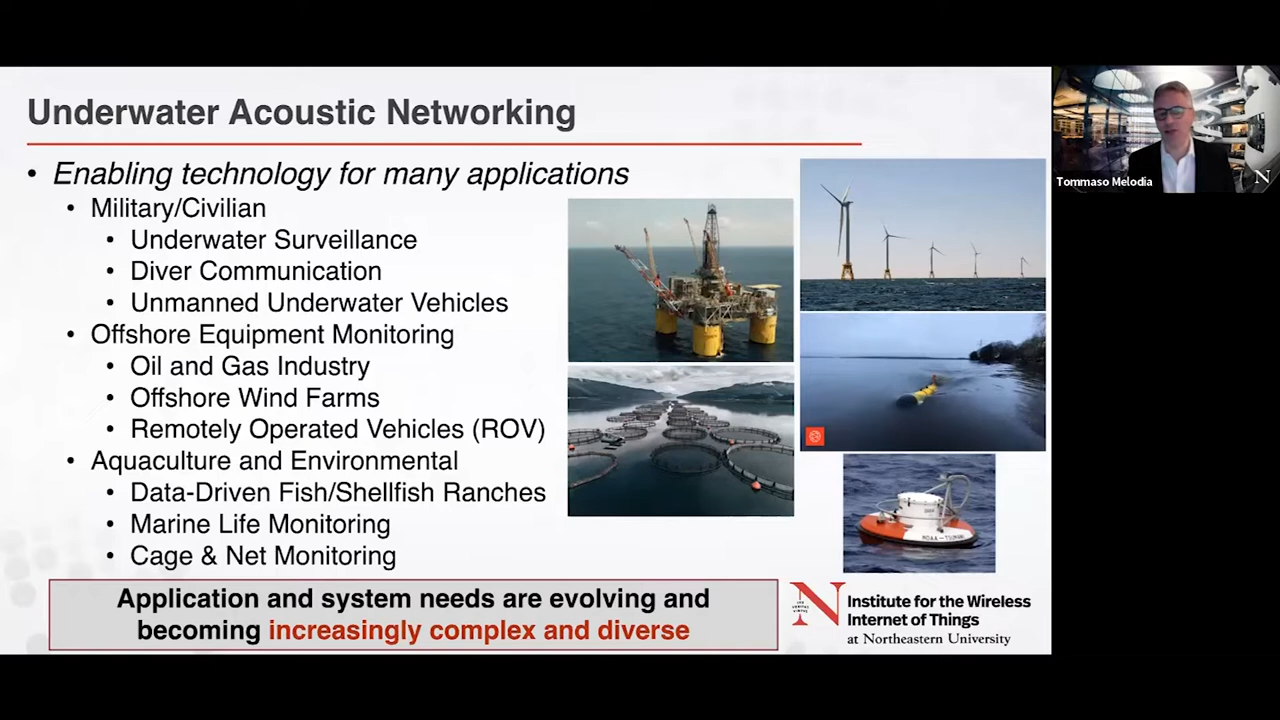 Underwater Acoustic Networking
• Enabling technology for many applications
• Military/Civilian
• Underwater Surveillance
• Diver Communication
• Unmanned Underwater Vehicles
• Offshore Equipment Monitoring
• Oil and Gas Industry
• Offshore Wind Farms
• Remotely Operated Vehicles (ROV)
• Aquaculture and Environmental
• Data-Driven Fish/Shellfish Ranches
• Marine Life Monitoring
• Cage & Net Monitoring
Application and system needs are evolving and
becoming increasingly complex and diverse
NOAA-TSUNAMI
N
Institute for the Wireless
Internet of Things
at Northeastern University
Tommaso Melodia
N